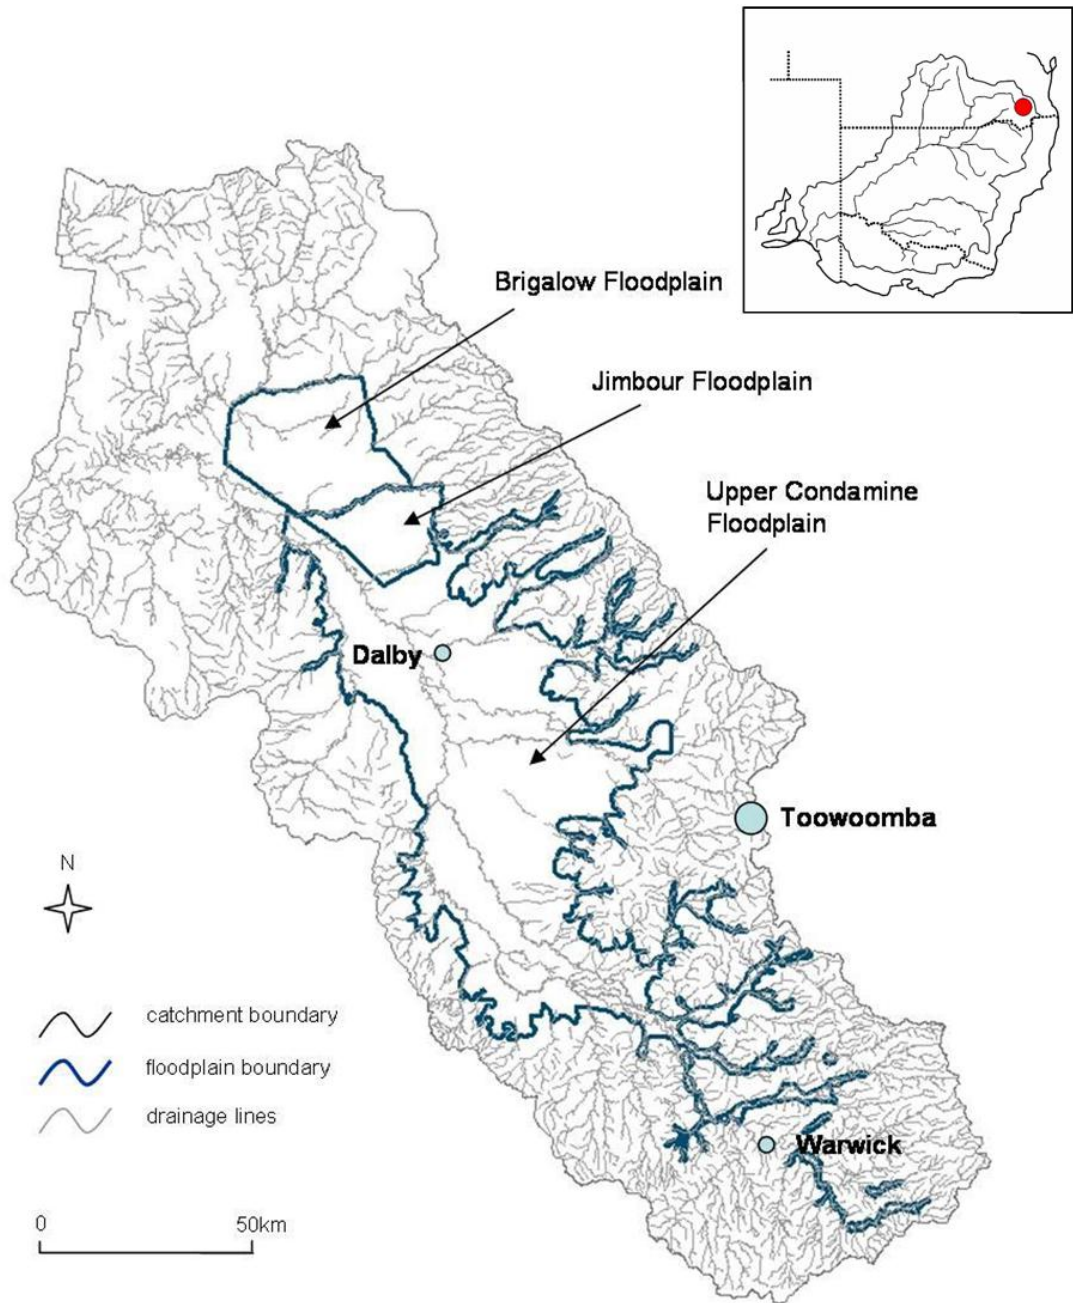 Brigalow Floodplain
Jimbour Floodplain
Upper Condamine
Floodplain
Dalby
Toowoomba
N
catchment boundary
floodplain boundary
drainage lines
Warwick
0
50km